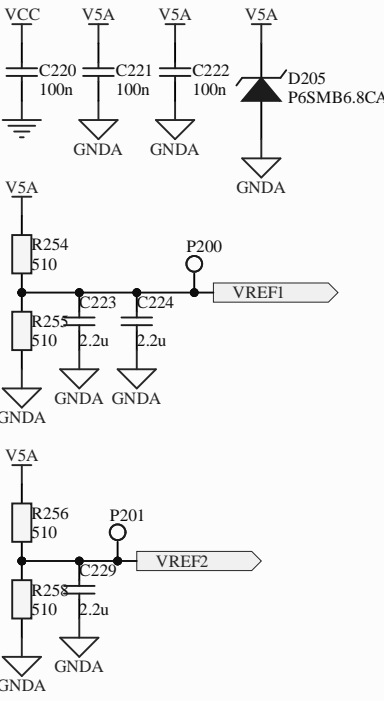 VCC V5A V5A V5A
C220 C221 C222 D205
100n 100n 100n P6SMB6.8CA
GNDA GNDA GNDA
V5A
R254 P200
510
C223 C224 VREF1
R255
510 2.2u 2.2u
GNDA GNDA GNDA
V5A
R256 P201
510
C229 VREF2
R258
510 2.2u
GNDA GNDA